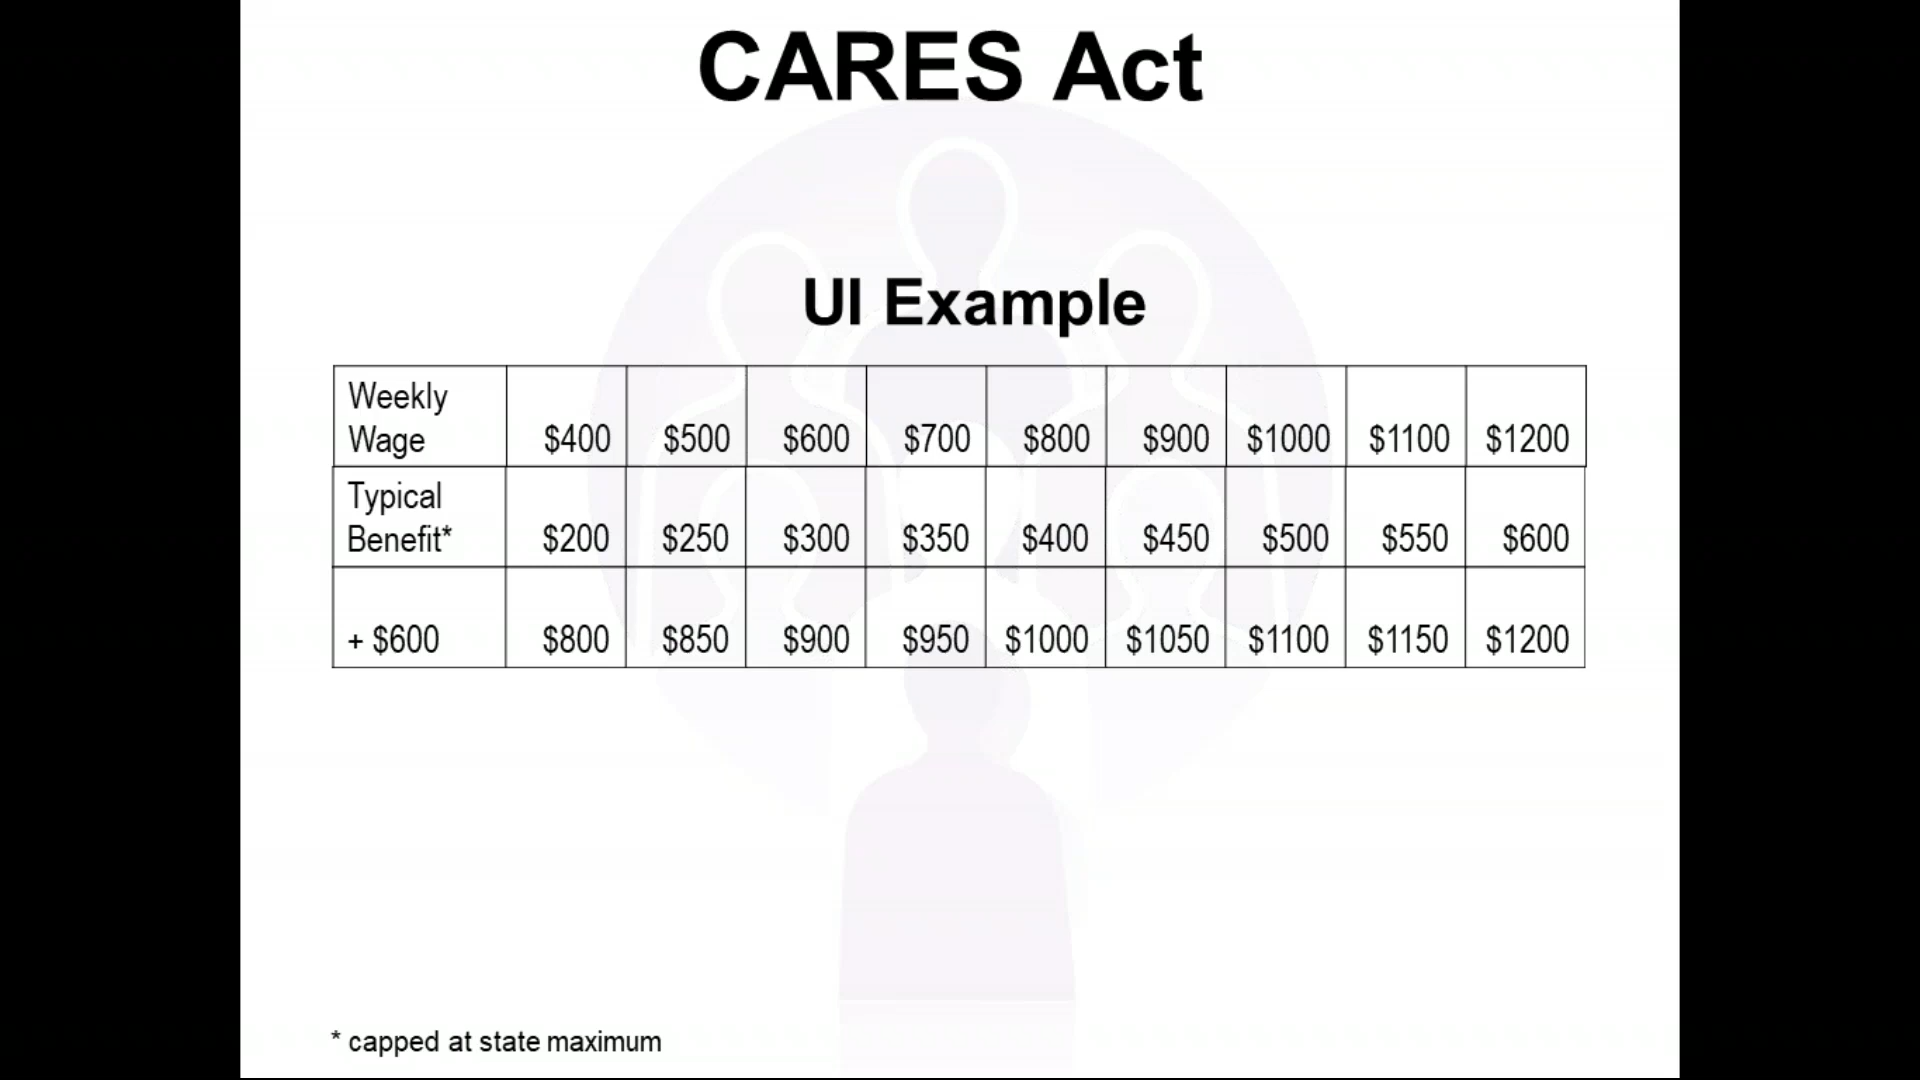 CARES Act
UI Example
Weekly
Wage $400 $500 $600 $700 $800 $900 $1000 $1100 $1200
Typical
Benefit* $200 $250 $300 $350 $400 $450 $500 $550 $600
+ $600 $800 $850 $900 $950 $1000 $1050 $1100 $1150 $1200
* capped at state maximum